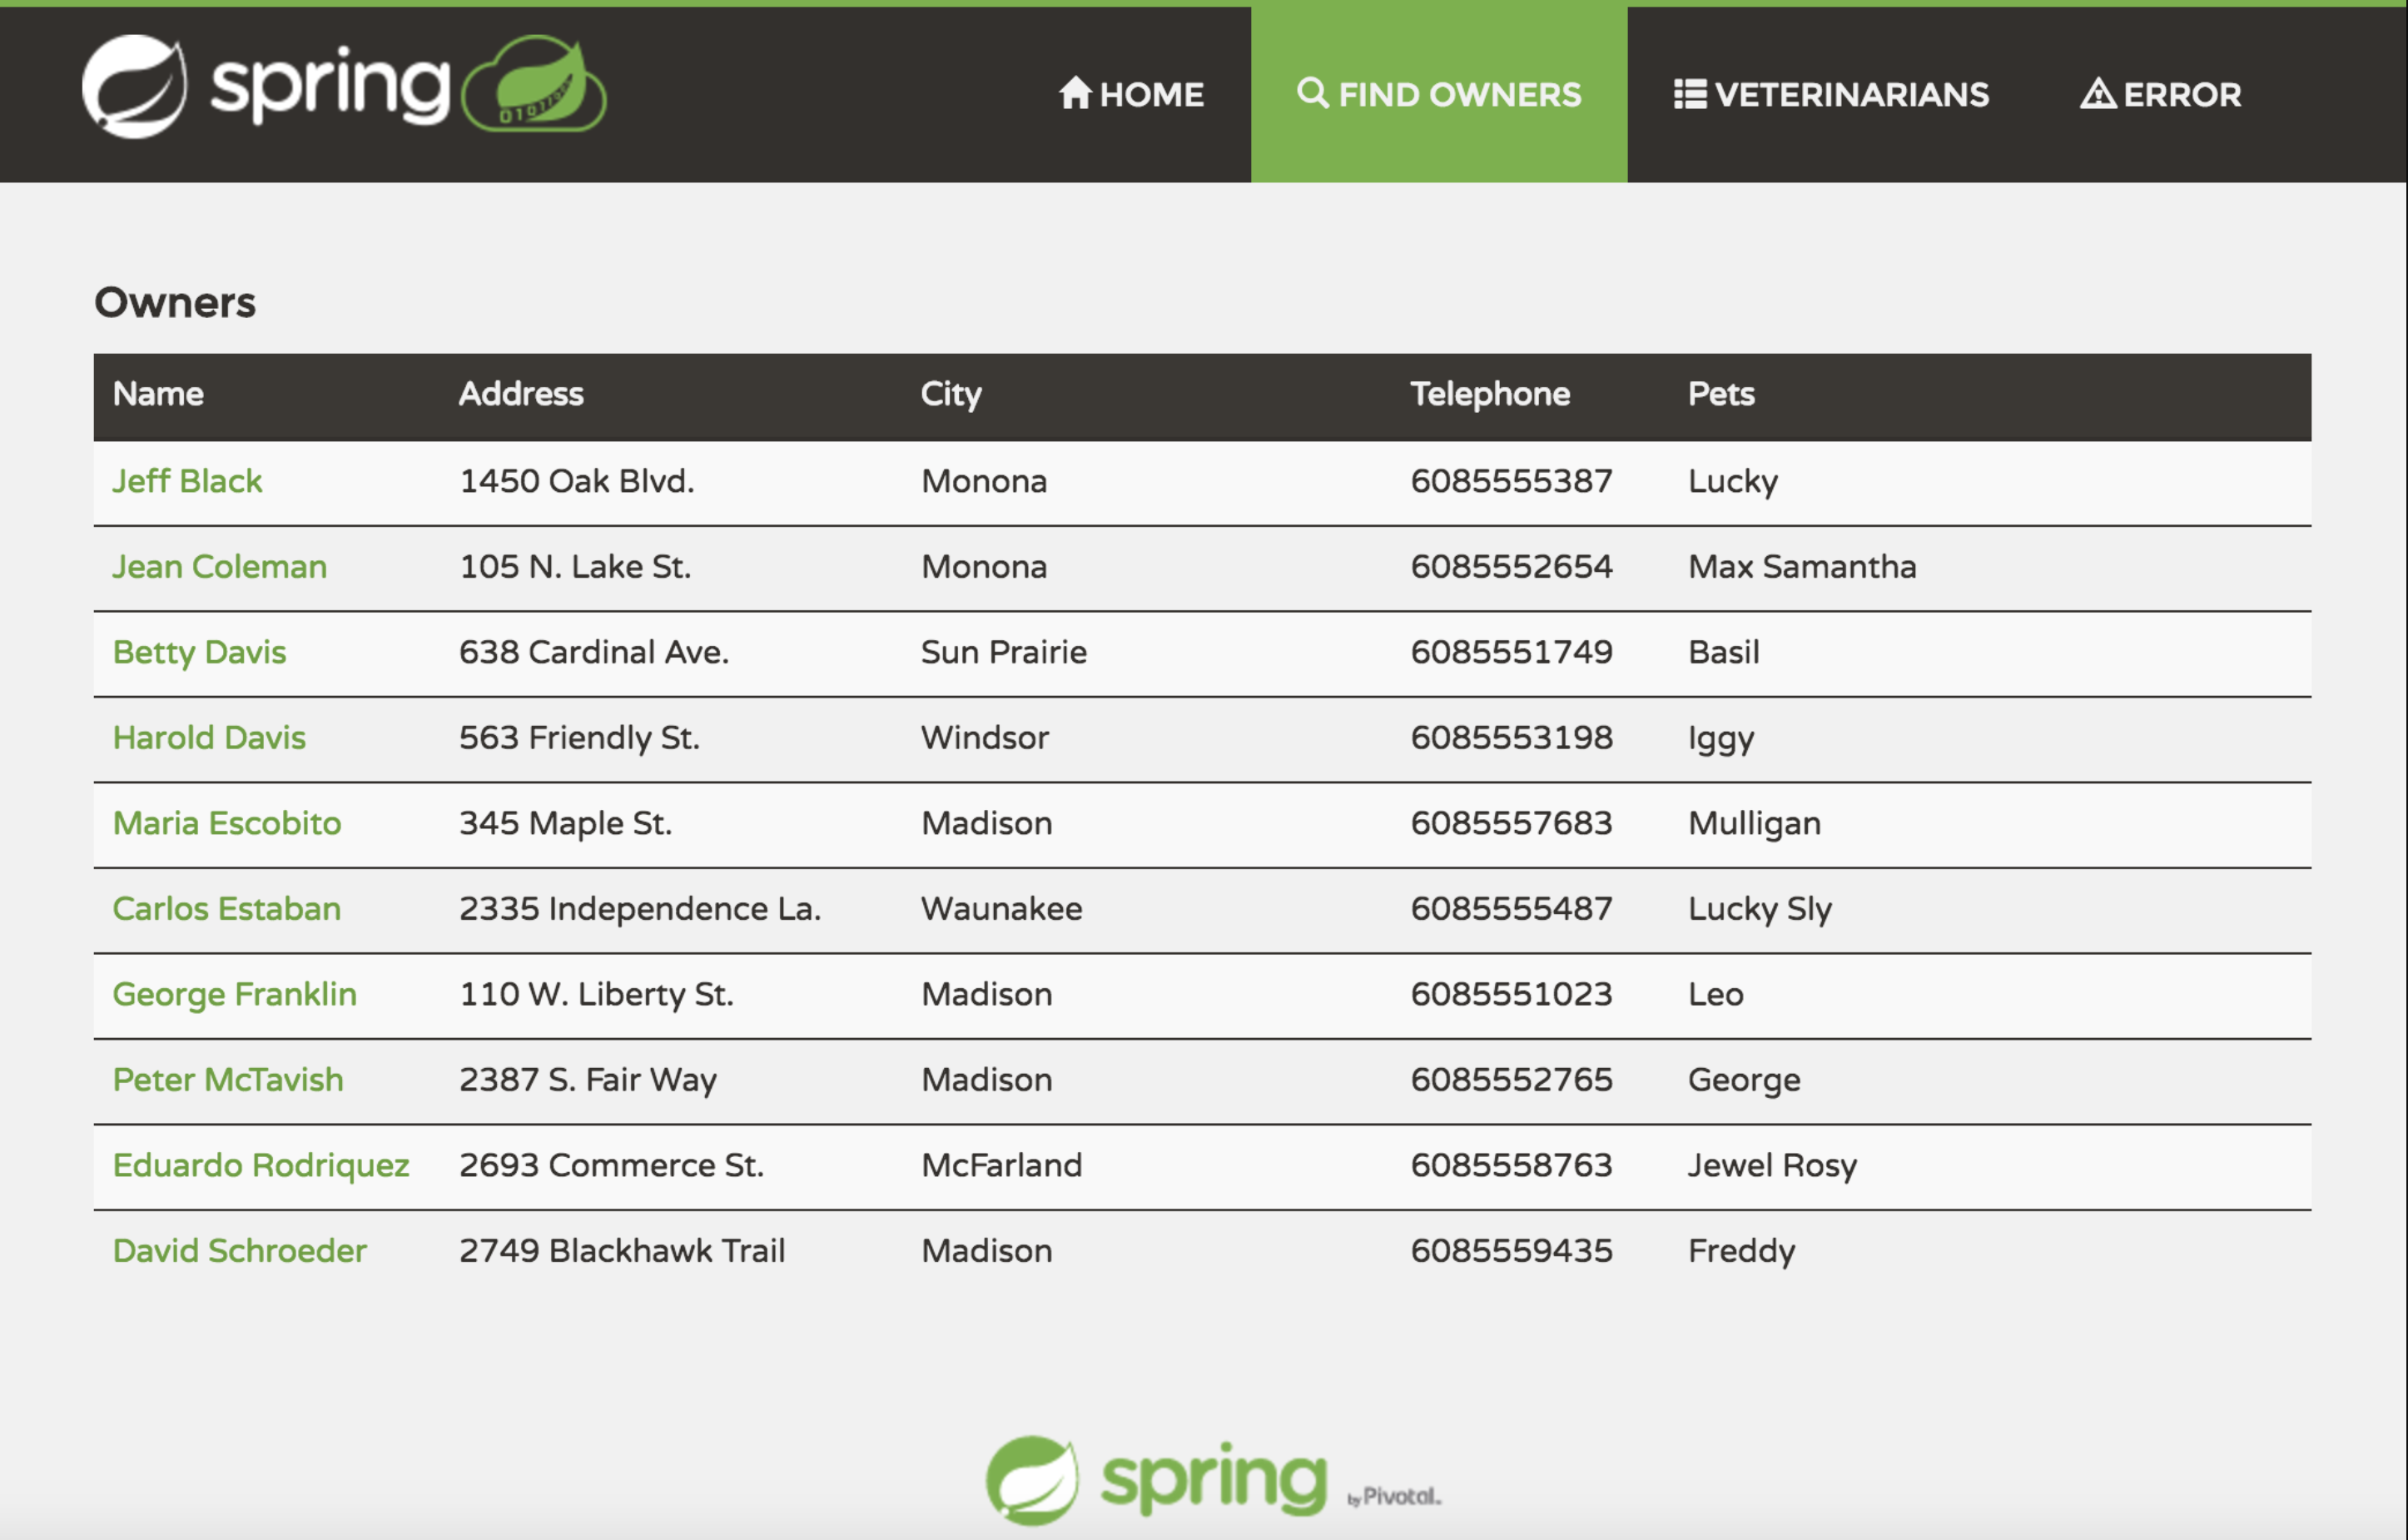 spring
HOME FIND OWNERS VETERINARIANS ERROR
Owners
Name Address City Telephone Pets
Jeff Black 1450 Oak Blvd. Monona 6085555387 Lucky
Jean Coleman 105 N. Lake St. Monona 6085552654 Max Samantha
Betty Davis 638 Cardinal Ave. Sun Prairie 6085551749 Basil
Harold Davis 563 Friendly St. Windsor 6085553198 Iggy
Maria Escobito 345 Maple St. Madison 6085557683 Mulligan
Carlos Estaban 2335 Independence La. Waunakee 6085555487 Lucky Sly
George Franklin 110 W. Liberty St. Madison 6085551023 Leo
Peter McTavish 2387 S. Fair Way Madison 6085552765 George
Eduardo Rodriquez 2693 Commerce St. McFarland 6085558763 Jewel Rosy
David Schroeder 2749 Blackhawk Trail Madison 6085559435 Freddy
spring by Pivotal.